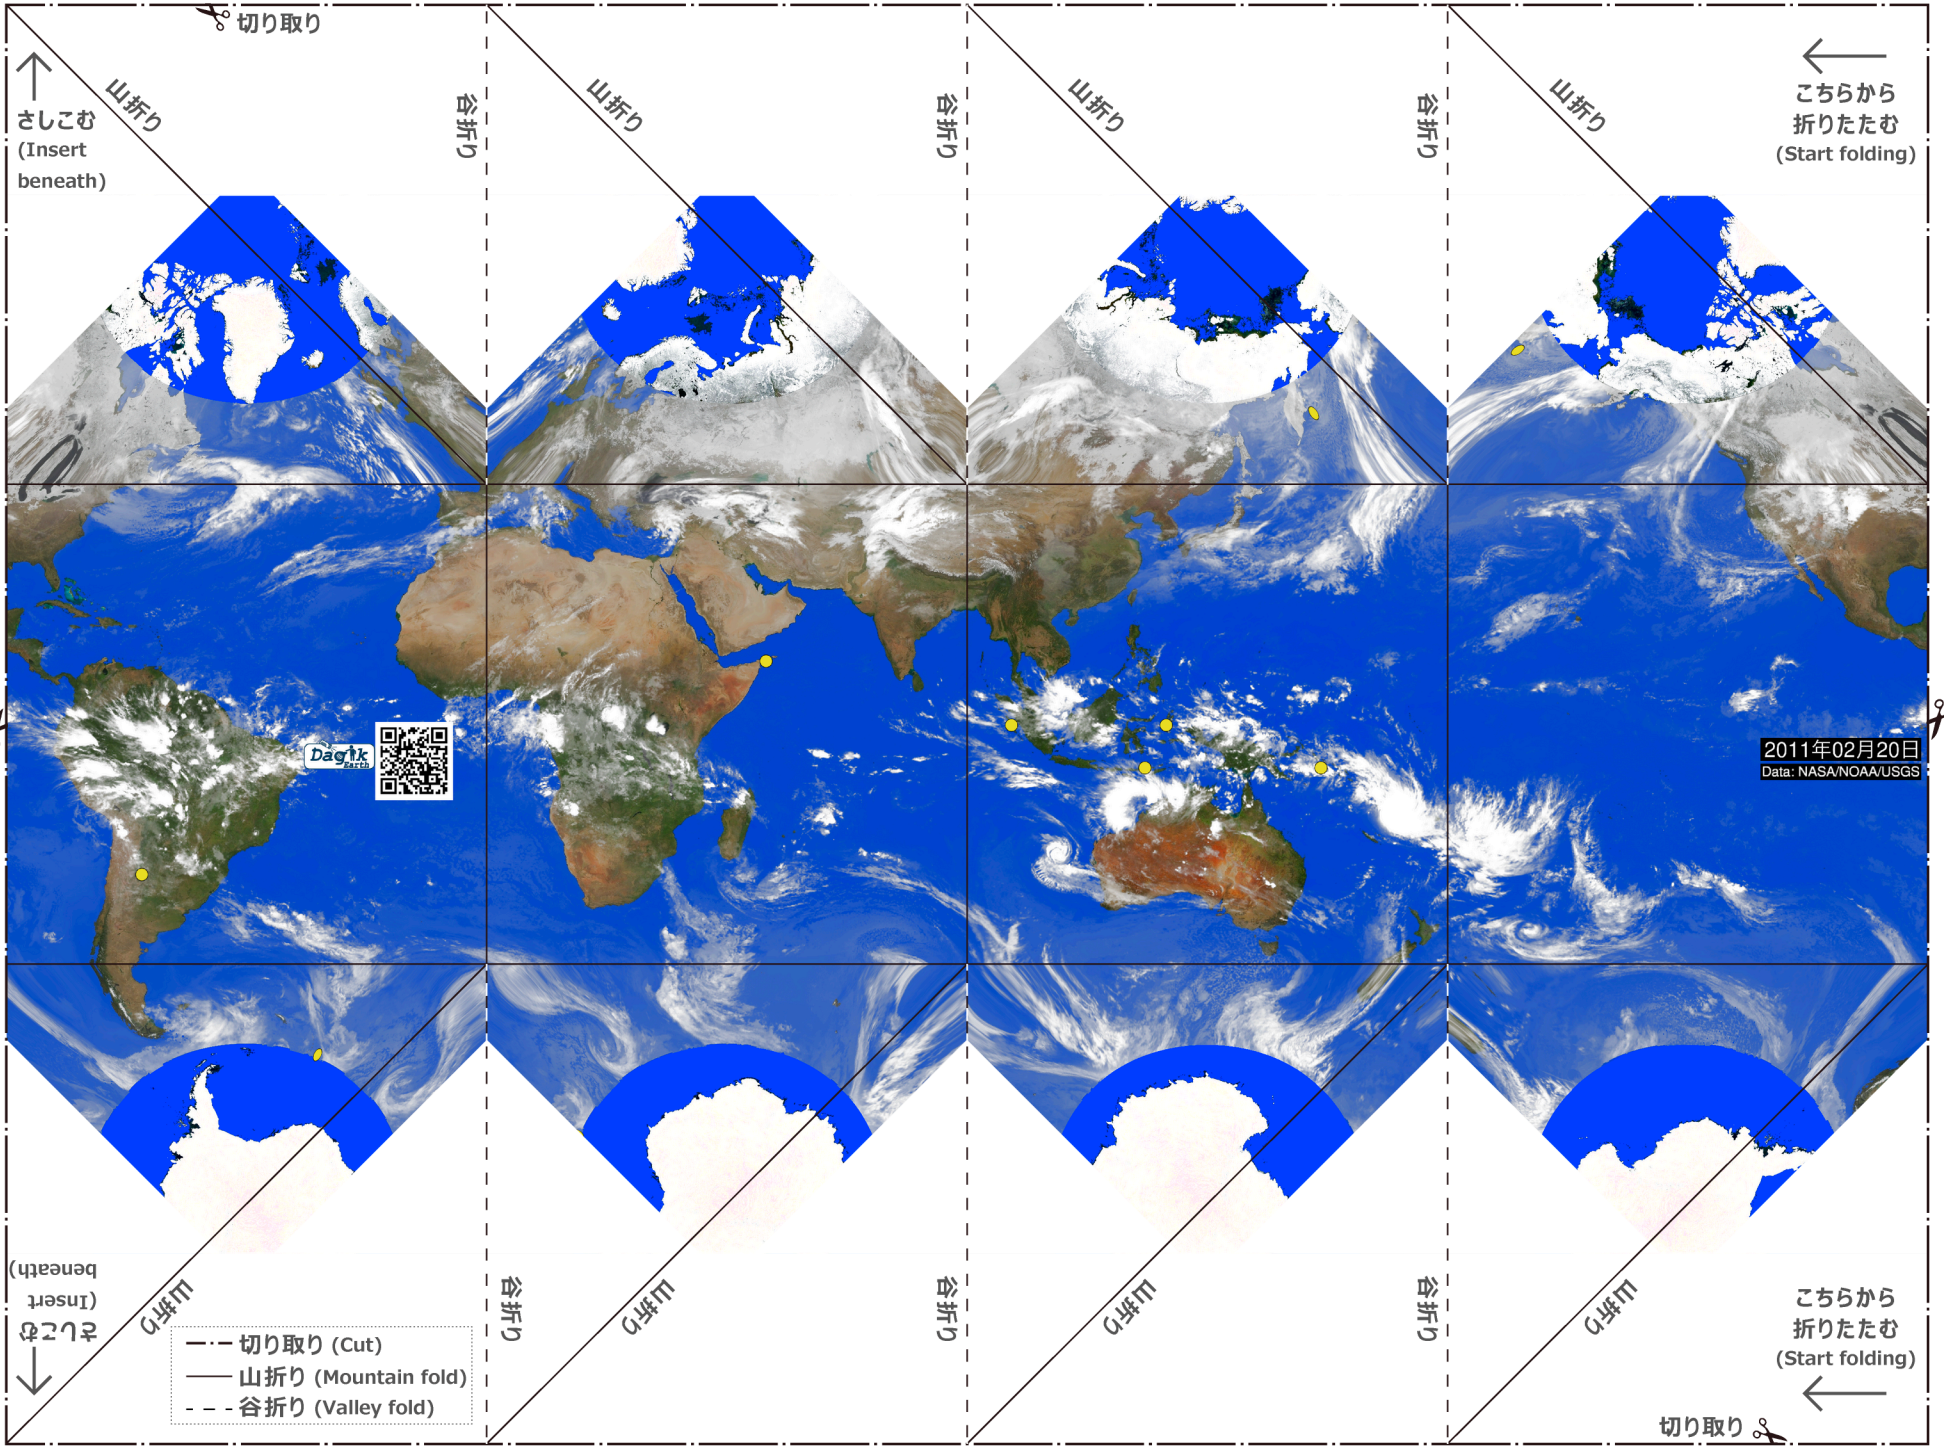 切り取り
山折り
谷折り
山折り
谷折り
山折り
谷折り
山折り
さしこむ
(Insert
beneath)
こちらから
折りたたむ
(Start folding)
Dagik
Earth
2011年02月20日
Data: NASA/NOAA/USGS
さしこむ
(Insert
beneath)
山折り
谷折り
山折り
谷折り
山折り
谷折り
山折り
こちらから
折りたたむ
(Start folding)
切り取り (Cut)
山折り (Mountain fold)
谷折り (Valley fold)
切り取り